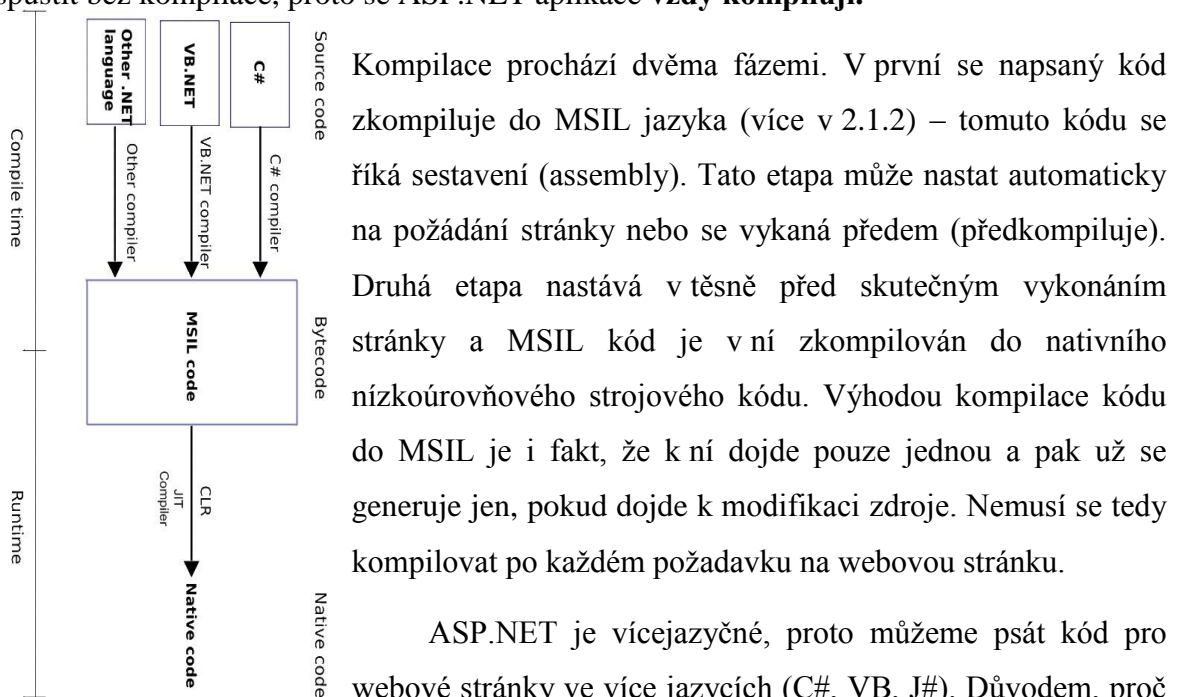 spustit bez kompilace, proto se ASP.NET aplikace vždy kompilují.
Other .NET
language
VB.NET
C#
Source code
Other compiler
VB.NET compiler
C# compiler
Compile time
MSIL code
Bytecode
CLR
JIT
Compiler
Runtime
Native code
Native code
Kompilace prochází dvěma fázemi. V první se napsaný kód
zkompiluje do MSIL jazyka (více v 2.1.2) – tomuto kódu se
říká sestavení (assembly). Tato etapa může nastat automaticky
na požádání stránky nebo se vykaná předem (předkompiluje).
Druhá etapa nastává v těsně před skutečným vykonáním
stránky a MSIL kód je v ní zkompilován do nativního
nízkoúrovňového strojového kódu. Výhodou kompilace kódu
do MSIL je i fakt, že k ní dojde pouze jednou a pak už se
generuje jen, pokud dojde k modifikaci zdroje. Nemusí se tedy
kompilovat po každém požadavku na webovou stránku.
ASP.NET je vícejazyčné, proto můžeme psát kód pro
webové stránky ve více jazycích (C#, VB, J#). Důvodem, proč